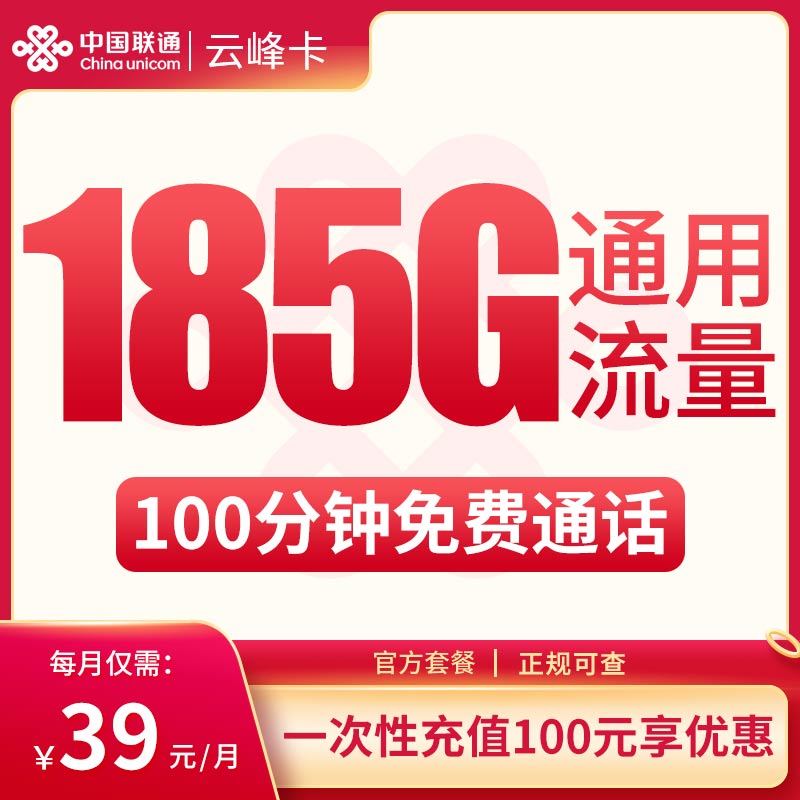 中国联通
China unicom
云峰卡
185G
通用
流量
100分钟免费通话
每月仅需:
¥39元/月
官方套餐 | 正规可查
一次性充值100元享优惠